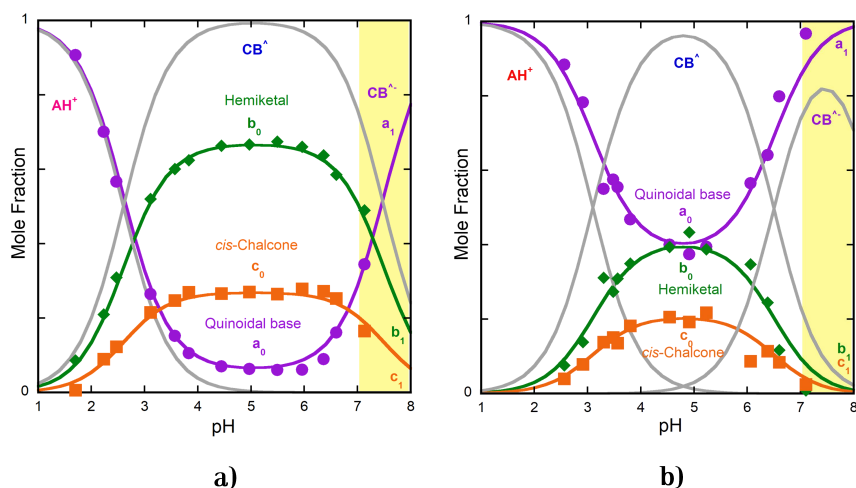 1
CB^
AH+
Hemiketal
b0
CB^-
a1
cis-Chalcone
c0
Quinoidal base
a0
b1
c1
Mole Fraction
0
1 2 3 4 5 6 7 8
pH
a)
1
a1
AH+
CB^
CB^-
Quinoidal base
a0
b0
Hemiketal
c0
cis-Chalcone
b1
c1
Mole Fraction
0
1 2 3 4 5 6 7 8
pH
b)